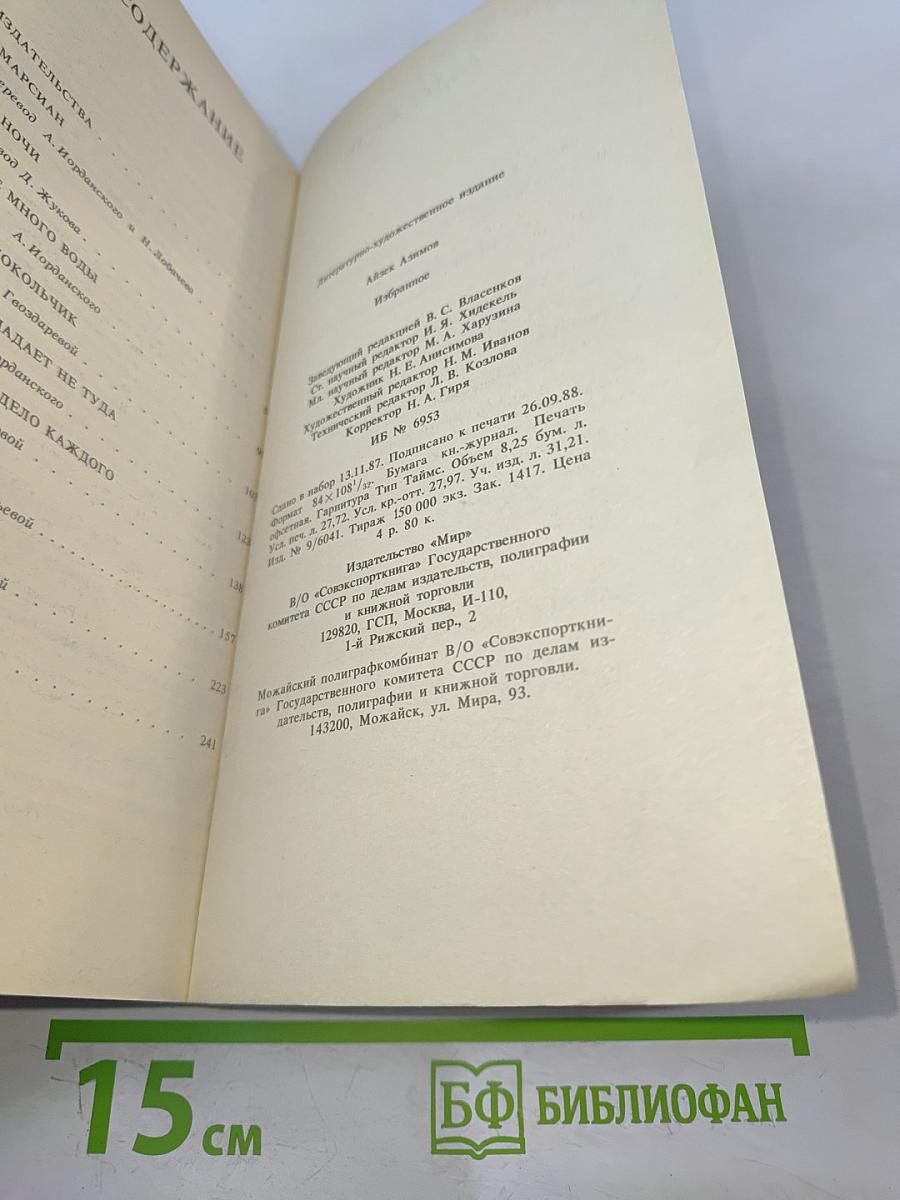 СОДЕРЖАНИЕ
ИЗДАТЕЛЬСТВА
МАРСИАН
Перевод А. Иорданского и Н. Лобачева
НОЧИ
Д. Жукова
МНОГО ВОДЫ
А. Иорданского
КОЛОКОЛЬЧИК
Гвоздаревой
ПАДАЕТ НЕ ТУДА
Иорданского
ДЕЛО КАЖДОГО
123
138
157
223
241
Литературно-художественное издание
Айзек Азимов
Избранное
Заведующий редакцией В. С. Власенков
Ст. научный редактор И. Я. Хидекель
Мл. научный редактор М. А. Харузина
Художник Н. Е. Анисимова
Художественный редактор Н. М. Иванов
Технический редактор Л. В. Козлова
Корректор Н. А. Гиря
ИБ № 6953
Сдано в набор 13.11.87. Подписано к печати 26.09.88.
Формат 84×108¹/₃₂. Бумага кн.-журнал. Печать
офсетная. Гарнитура Тип Таймс. Объем 8,25 бум. л.
Усл. печ. л. 27,72. Усл. кр.-отт. 27,97. Уч. изд. л. 31,21.
Изд. № 9/6041. Тираж 150 000 экз. Зак. 1417. Цена
4 р. 80 к.
Издательство «Мир»
В/О «Совэкспорткнига» Государственного
комитета СССР по делам издательств, полиграфии
и книжной торговли
129820, ГСП, Москва, И-110,
1-й Рижский пер., 2
Можайский полиграфкомбинат В/О «Совэкспорткни-
га» Государственного комитета СССР по делам из-
дательств, полиграфии и книжной торговли.
143200, Можайск, ул. Мира, 93.
15 см
БФ БИБЛИОФАН